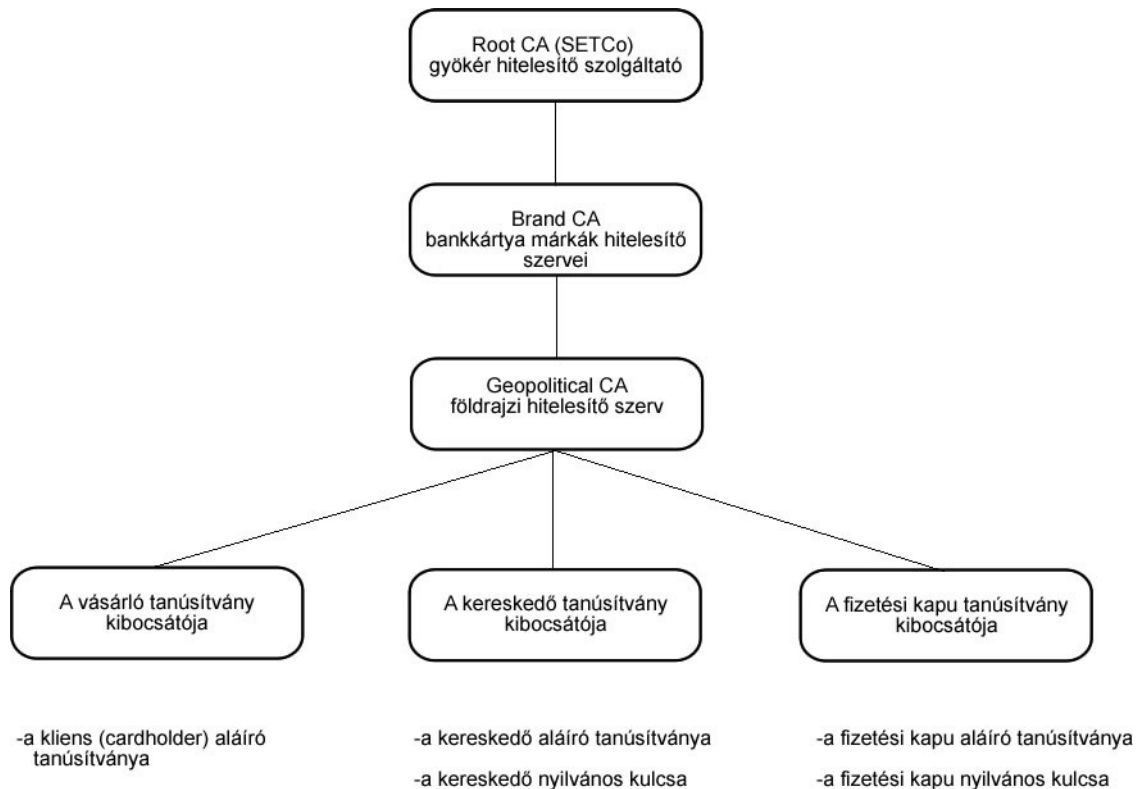 Root CA (SETCo)
gyökér hitelesítő szolgáltató
Brand CA
bankkártya márkák hitelesítő
szervei
Geopolitical CA
földrajzi hitelesítő szerv
A vásárló tanúsítvány
kibocsátója
A kereskedő tanúsítvány
kibocsátója
A fizetési kapu tanúsítvány
kibocsátója
-a kliens (cardholder) aláíró
tanúsítványa
-a kereskedő aláíró tanúsítványa
-a kereskedő nyilvános kulcsa
-a fizetési kapu aláíró tanúsítványa
-a fizetési kapu nyilvános kulcsa